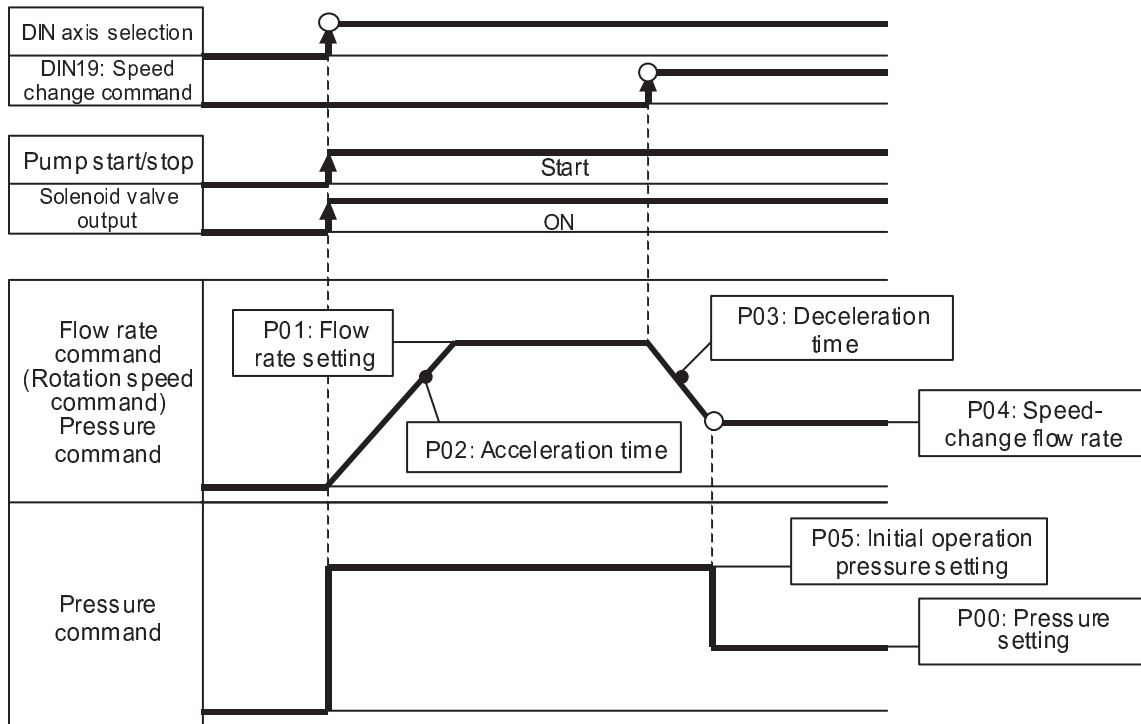 DIN axis selection
DIN19: Speed
change command
Pump start/stop
Start
Solenoid valve
output
ON
Flow rate
command
(Rotation speed
command)
Pressure
command
P01: Flow
rate setting
P02: Acceleration time
P03: Deceleration
time
P04: Speed-
change flow rate
Pressure
command
P05: Initial operation
pressure setting
P00: Pressure
setting